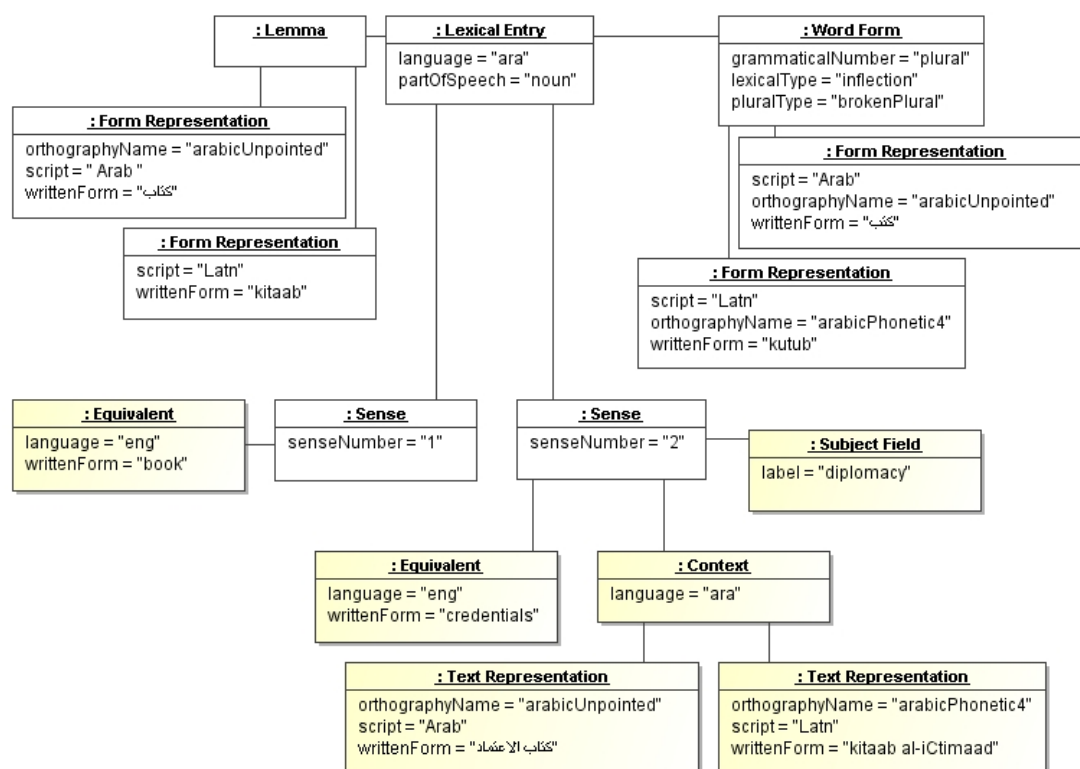 : Lemma
: Lexical Entry
language = "ara"
partOfSpeech = "noun"
: Word Form
grammaticalNumber = "plural"
lexicalType = "inflection"
pluralType = "brokenPlural"
: Form Representation
orthographyName = "arabicUnpointed"
script = " Arab "
writtenForm = "كتاب"
: Form Representation
script = "Arab"
orthographyName = "arabicUnpointed"
writtenForm = "كتب"
: Form Representation
script = "Latn"
writtenForm = "kitaab"
: Form Representation
script = "Latn"
orthographyName = "arabicPhonetic4"
writtenForm = "kutub"
: Equivalent
language = "eng"
writtenForm = "book"
: Sense
senseNumber = "1"
: Sense
senseNumber = "2"
: Subject Field
label = "diplomacy"
: Equivalent
language = "eng"
writtenForm = "credentials"
: Context
language = "ara"
: Text Representation
orthographyName = "arabicUnpointed"
script = "Arab"
writtenForm = "كتاب الاعتماد"
: Text Representation
orthographyName = "arabicPhonetic4"
script = "Latn"
writtenForm = "kitaab al-iCtimaad"